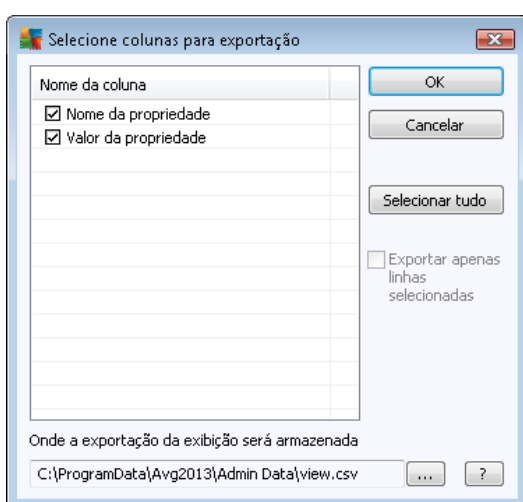 Selecione colunas para exportação
Nome da coluna
Nome da propriedade
Valor da propriedade
OK
Cancelar
Selecionar tudo
Exportar apenas
linhas
selecionadas
Onde a exportação da exibição será armazenada
C:\ProgramData\Avg2013\Admin Data\view.csv
...
?